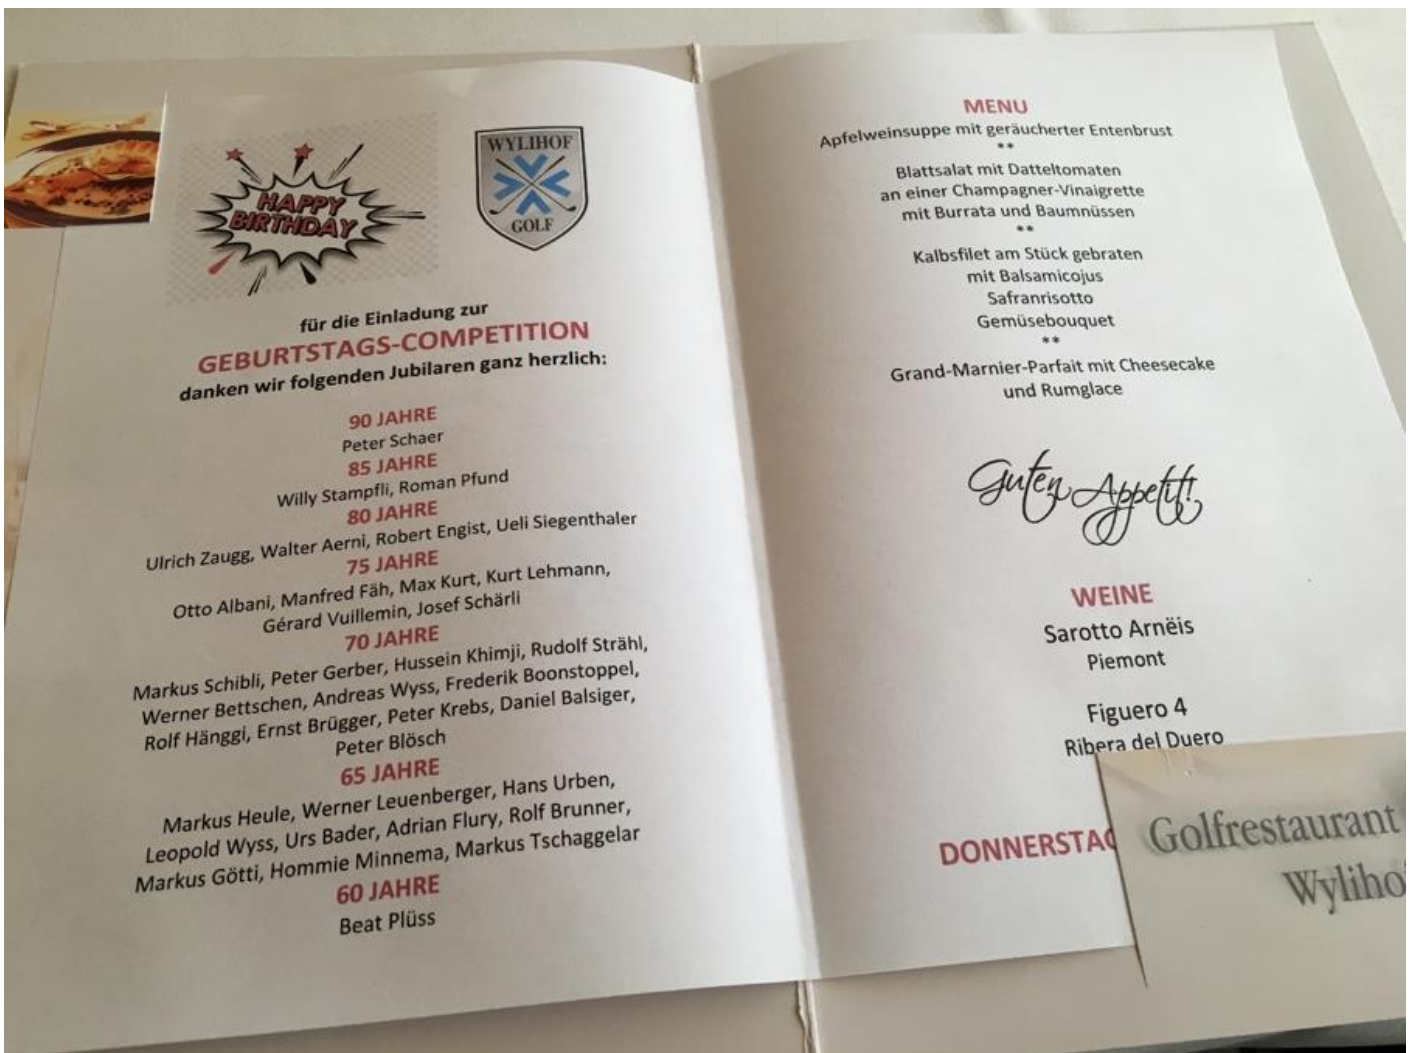 HAPPY
BIRTHDAY
WYLIHOF
GOLF
für die Einladung zur
GEBURTSTAGS-COMPETITION
danken wir folgenden Jubilaren ganz herzlich:
90 JAHRE
Peter Schaer
85 JAHRE
Willy Stampfli, Roman Pfund
80 JAHRE
Ulrich Zaugg, Walter Aerni, Robert Engist, Ueli Siegenthaler
75 JAHRE
Otto Albani, Manfred Fäh, Max Kurt, Kurt Lehmann,
Gérard Vuillemin, Josef Schärli
70 JAHRE
Markus Schibli, Peter Gerber, Hussein Khimji, Rudolf Strähl,
Werner Bettschen, Andreas Wyss, Frederik Boonstoppel,
Rolf Hänggi, Ernst Brügger, Peter Krebs, Daniel Balsiger,
Peter Blösch
65 JAHRE
Markus Heule, Werner Leuenberger, Hans Urben,
Leopold Wyss, Urs Bader, Adrian Flury, Rolf Brunner,
Markus Götti, Hommie Minnema, Markus Tschaggelar
60 JAHRE
Beat Plüss
MENU
Apfelweinsuppe mit geräucherter Entenbrust
**
Blattsalat mit Datteltomaten
an einer Champagner-Vinaigrette
mit Burrata und Baumnüssen
**
Kalbsfilet am Stück gebraten
mit Balsamicojus
Safranrisotto
Gemüsebouquet
**
Grand-Marnier-Parfait mit Cheesecake
und Rumglace
Guten Appetit!
WEINE
Sarotto Arnëis
Piemont
Figuero 4
Ribera del Duero
DONNERSTAG
Golfrestaurant
Wylihof